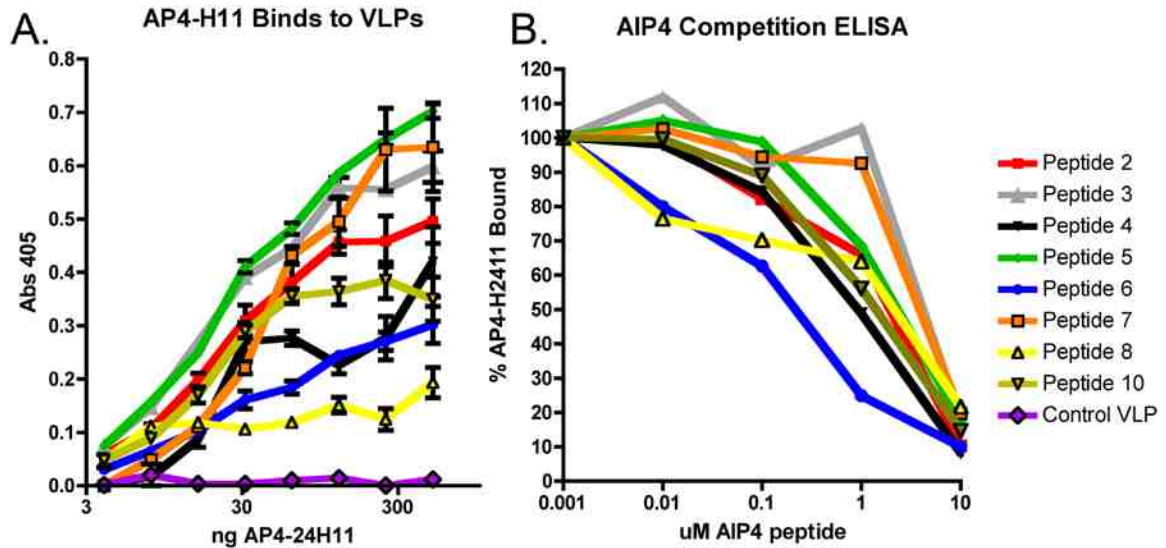 A.
AP4-H11 Binds to VLPs
Abs 405
0.8
0.7
0.6
0.5
0.4
0.3
0.2
0.1
0.0
3
30
300
ng AP4-24H11
B.
AIP4 Competition ELISA
% AP4-H2411 Bound
120
110
100
90
80
70
60
50
40
30
20
10
0
0.001
0.01
0.1
1
10
uM AIP4 peptide
Peptide 2
Peptide 3
Peptide 4
Peptide 5
Peptide 6
Peptide 7
Peptide 8
Peptide 10
Control VLP